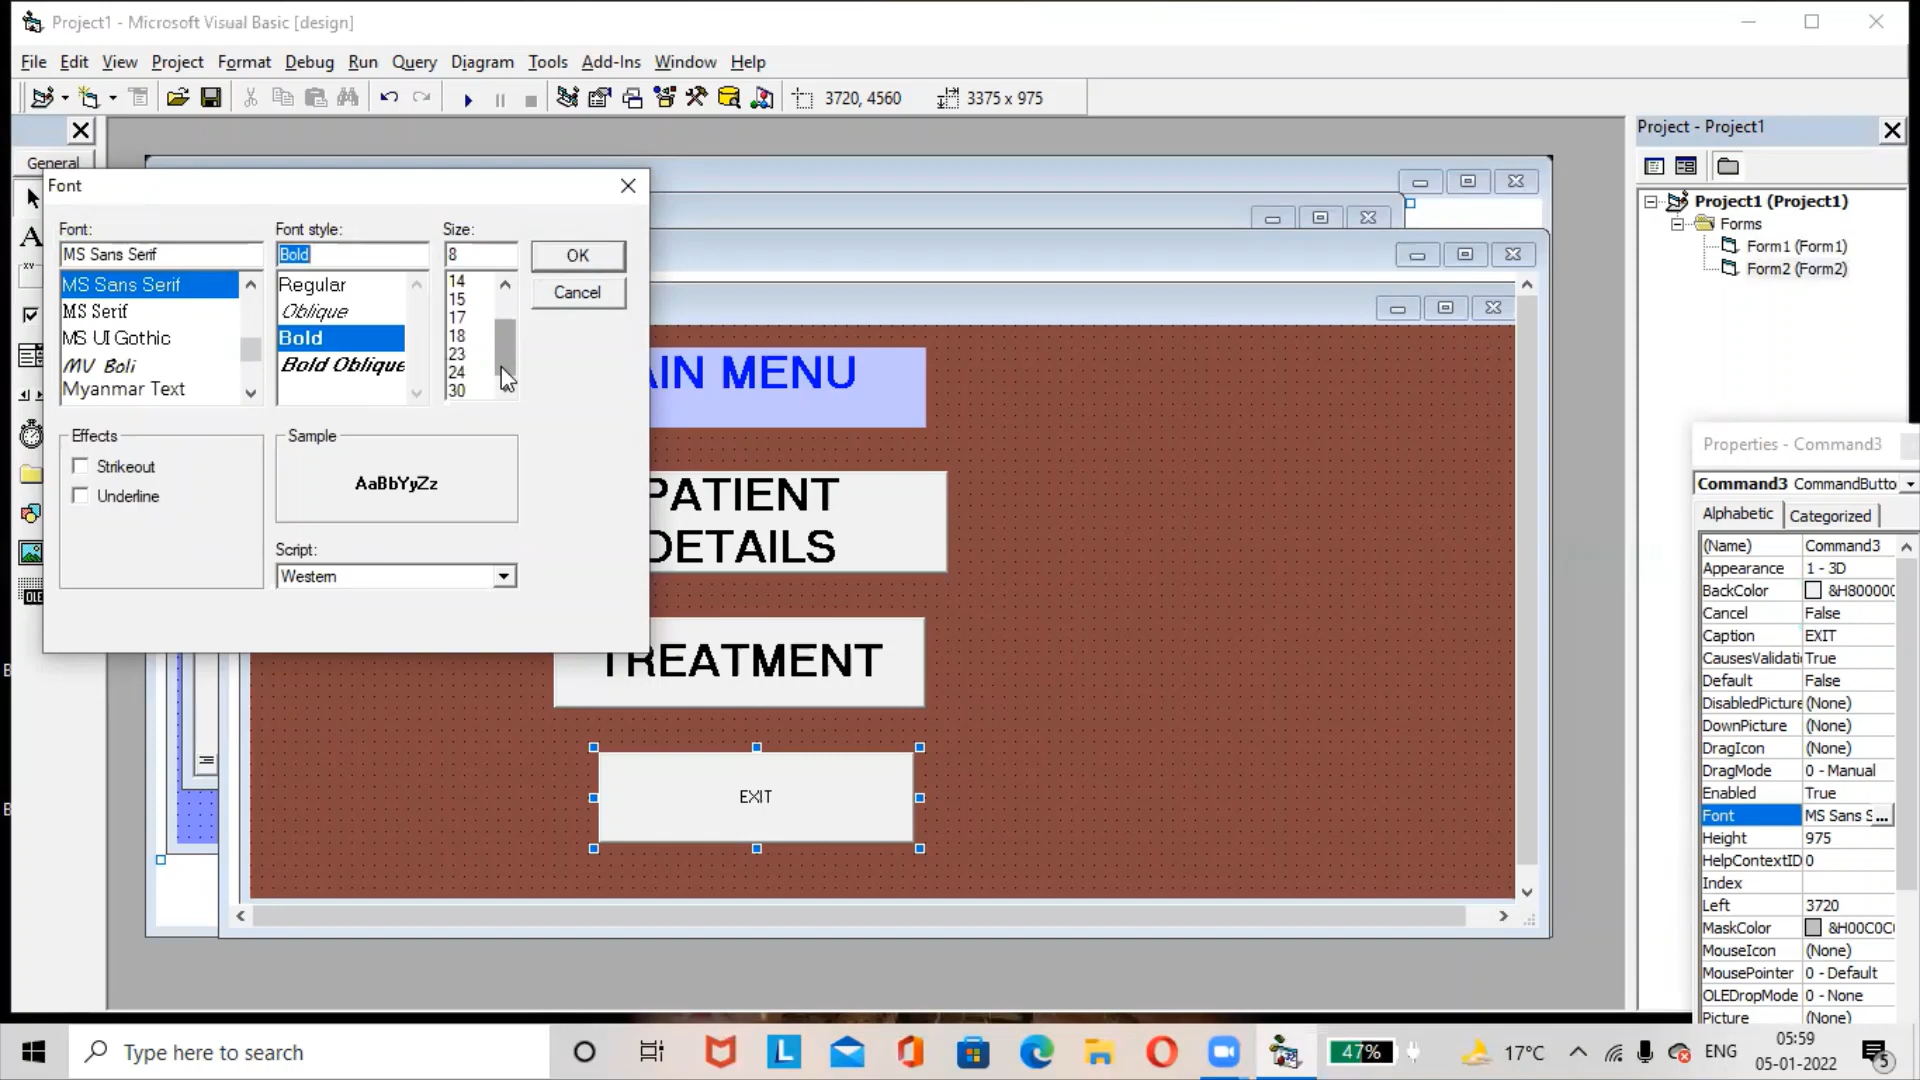 Project1 - Microsoft Visual Basic [design]
File Edit View Project Format Debug Run Query Diagram Tools Add-Ins Window Help
3720, 4560 3375 x 975
General
Font
Font: Font style: Size:
MS Sans Serif Bold 8
OK
Cancel
MS Sans Serif
MS Serif
MS UI Gothic
MV Boli
Myanmar Text
Regular
Oblique
Bold
Bold Oblique
14
15
17
18
23
24
30
Effects
Strikeout
Underline
Sample
AaBbYyZz
Script:
Western
A
OLE
AIN MENU
PATIENT
DETAILS
TREATMENT
EXIT
Project - Project1
Project1 (Project1)
Forms
Form1 (Form1)
Form2 (Form2)
Properties - Command3
Command3 CommandButto
Alphabetic Categorized
(Name) Command3
Appearance 1 - 3D
BackColor &H800000
Cancel False
Caption EXIT
CausesValidati True
Default False
DisabledPicture (None)
DownPicture (None)
DragIcon (None)
DragMode 0 - Manual
Enabled True
Font MS Sans S ...
Height 975
HelpContextID 0
Index
Left 3720
MaskColor &H00C0C
MouseIcon (None)
MousePointer 0 - Default
OLEDropMode 0 - None
Picture (None)
Type here to search
L
47%
17°C
ENG
05:59
05-01-2022
5